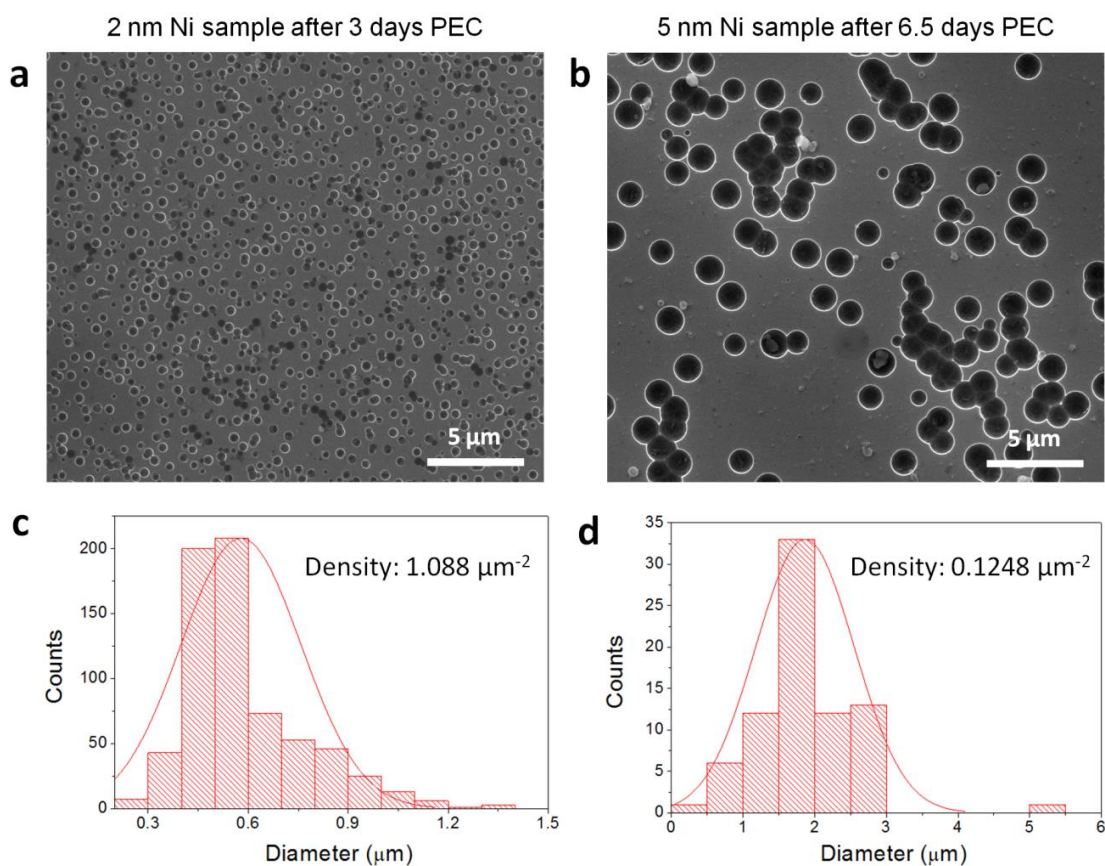 2 nm Ni sample after 3 days PEC
5 nm Ni sample after 6.5 days PEC
a
b
5 µm
5 µm
c
d
Density: 1.088 µm-2
Density: 0.1248 µm-2
Counts
200
150
100
50
0
0.3
0.6
0.9
1.2
1.5
Diameter (µm)
Counts
35
30
25
20
15
10
5
0
0
1
2
3
4
5
6
Diameter (µm)